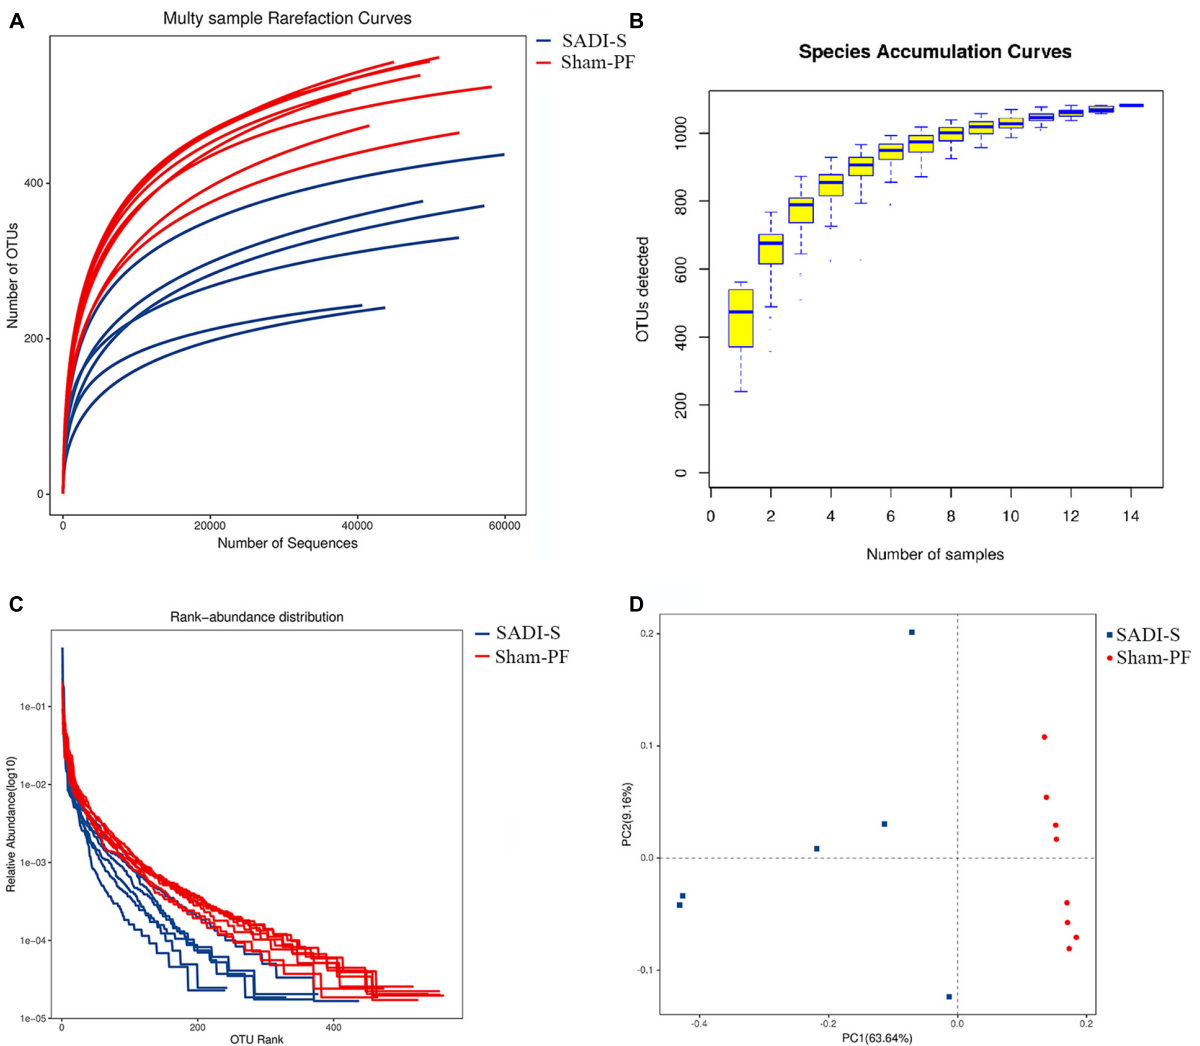 A
Multy sample Rarefaction Curves
SADI-S
Sham-PF
Number of OTUs
400
200
0
0 20000 40000 60000
Number of Sequences
B
Species Accumulation Curves
OTUs detected
1000
800
600
400
200
0
0 2 4 6 8 10 12 14
Number of samples
C
Rank−abundance distribution
SADI-S
Sham-PF
Relative Abundance(log10)
1e−01
1e−02
1e−03
1e−04
1e−05
0 200 400
OTU Rank
D
SADI-S
Sham-PF
PC2(9.16%)
0.2
0.1
0.0
-0.1
-0.4 -0.2 0.0 0.2
PC1(63.64%)